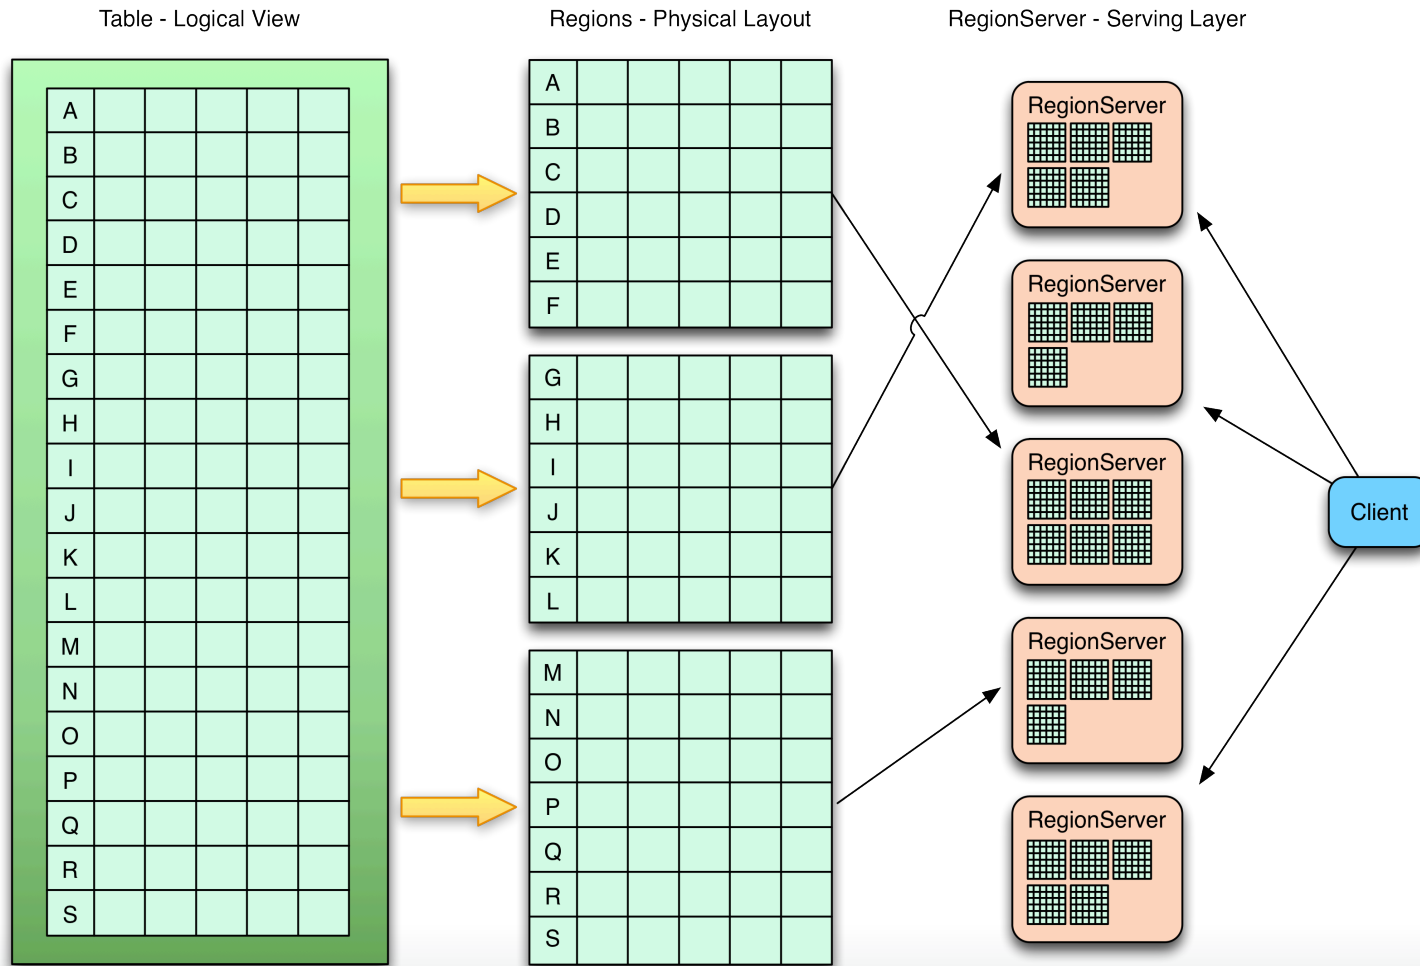 Table - Logical View
Regions - Physical Layout
RegionServer - Serving Layer
A
B
C
D
E
F
G
H
I
J
K
L
M
N
O
P
Q
R
S
A
B
C
D
E
F
G
H
I
J
K
L
M
N
O
P
Q
R
S
RegionServer
RegionServer
RegionServer
RegionServer
RegionServer
Client